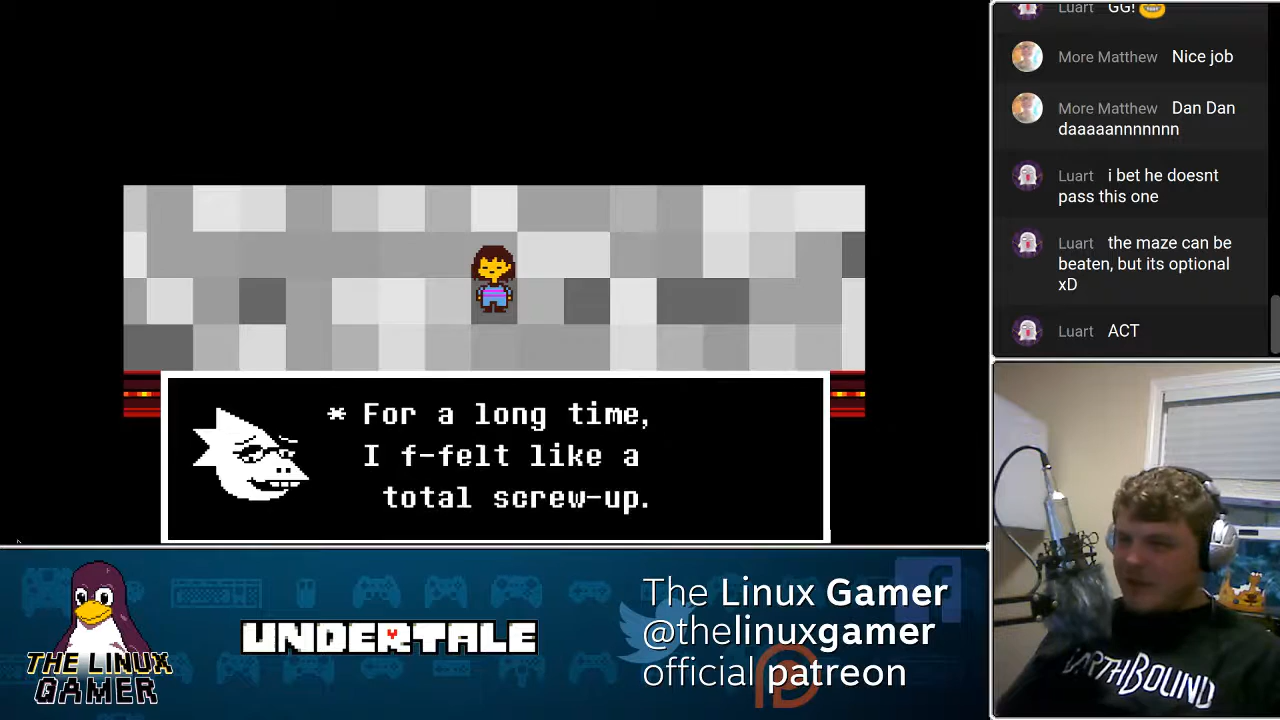 Luart GG!
More Matthew Nice job
More Matthew Dan Dan
daaaaannnnnnn
Luart i bet he doesnt
pass this one
Luart the maze can be
beaten, but its optional
xD
Luart ACT
* For a long time,
I f-felt like a
total screw-up.
THE LINUX
GAMER
UNDERTALE
The Linux Gamer
@thelinuxgamer
official patreon
EARTHBOUND